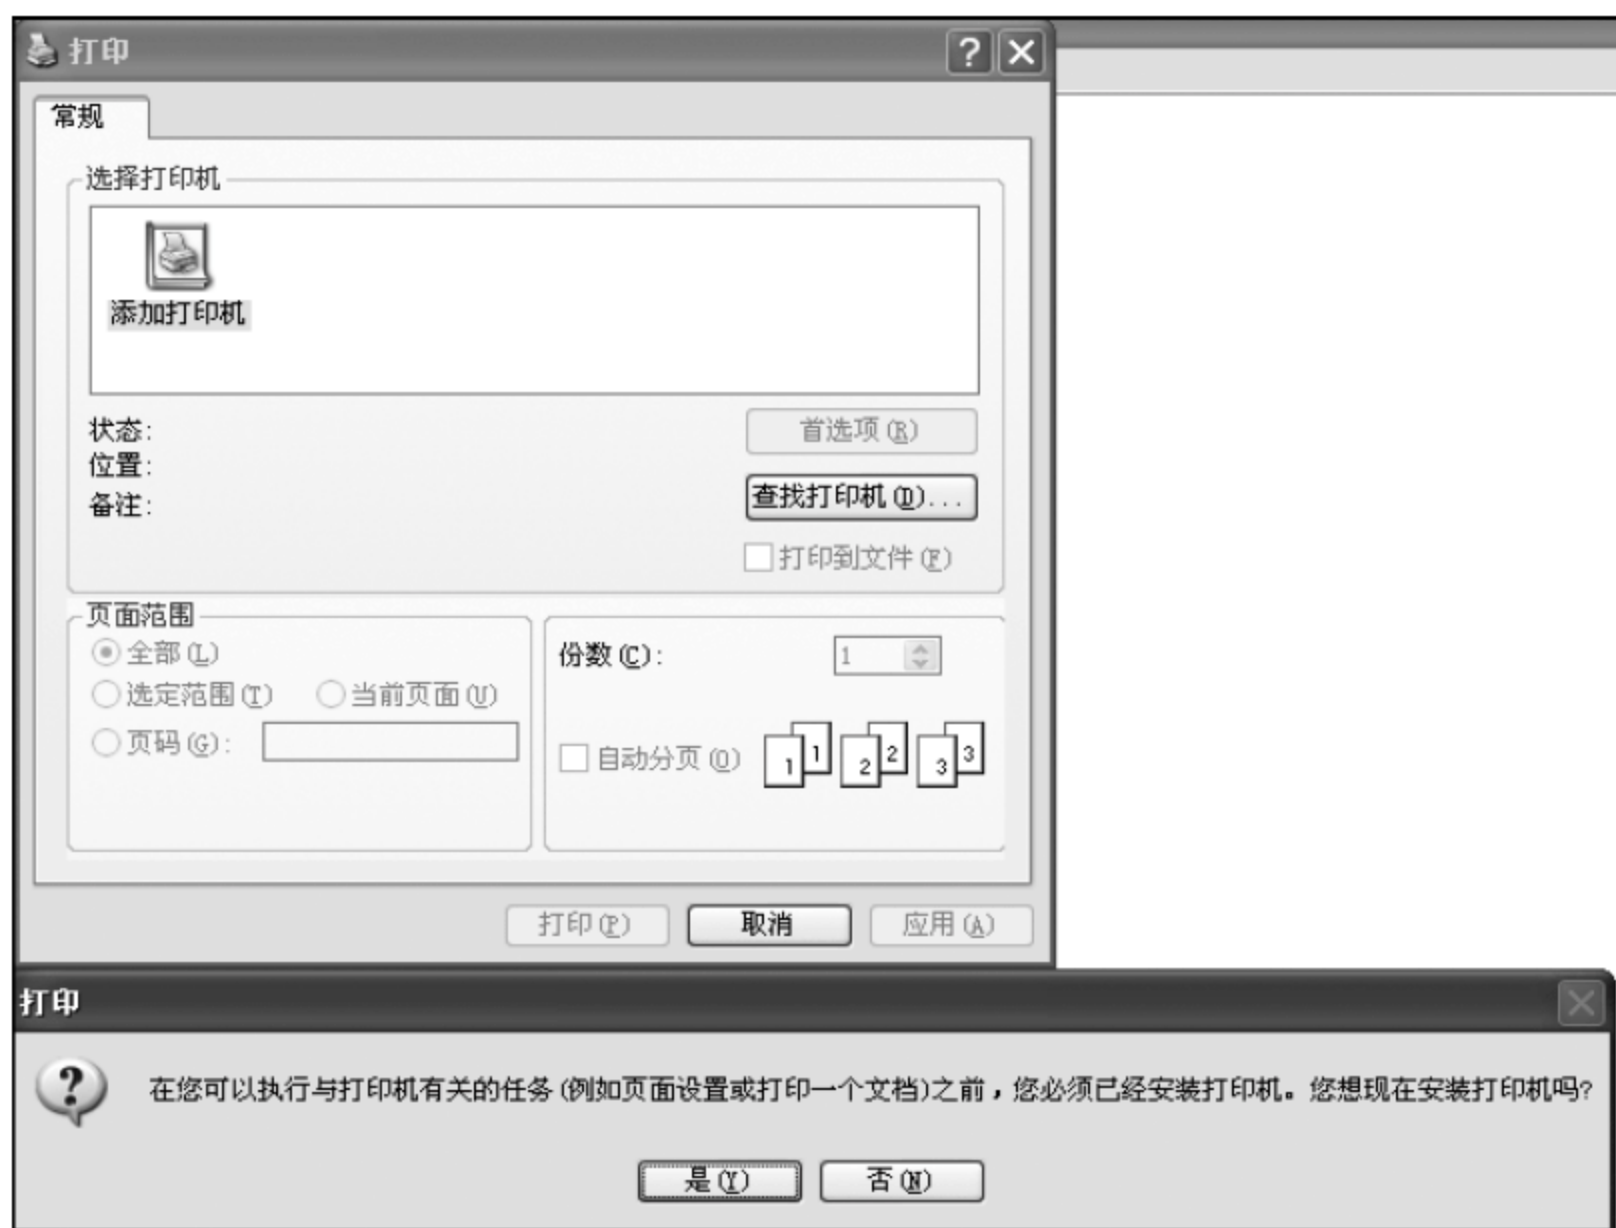 打印
常规
选择打印机
添加打印机
状态:
首选项(R)
位置:
查找打印机(D)...
备注:
打印到文件(F)
页面范围
全部(L)
选定范围(T) 当前页面(U)
页码(G):
份数(C): 1
自动分页(O) 1 1 2 2 3 3
打印(P) 取消 应用(A)
打印
在您可以执行与打印机有关的任务(例如页面设置或打印一个文档)之前，您必须已经安装打印机。您想现在安装打印机吗?
是(Y) 否(N)